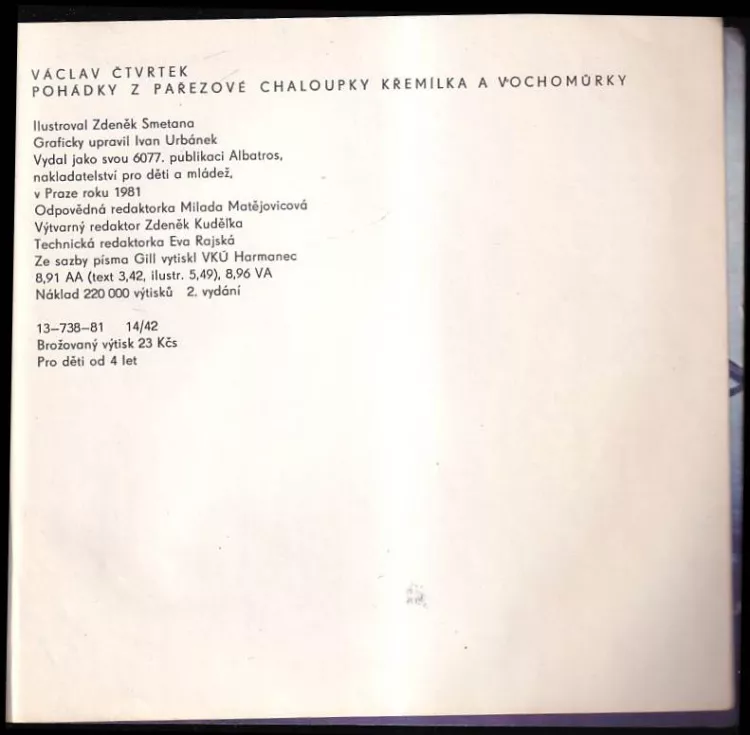 VÁCLAV ČTVRTEK
POHÁDKY Z PAŘEZOVÉ CHALOUPKY KŘEMÍLKA A VOCHOMŮRKY
Ilustroval Zdeněk Smetana
Graficky upravil Ivan Urbánek
Vydal jako svou 6077. publikaci Albatros,
nakladatelství pro děti a mládež,
v Praze roku 1981
Odpovědná redaktorka Milada Matějovicová
Výtvarný redaktor Zdeněk Kudělka
Technická redaktorka Eva Rajská
Ze sazby písma Gill vytiskl VKÚ Harmanec
8,91 AA (text 3,42, ilustr. 5,49), 8,96 VA
Náklad 220 000 výtisků 2. vydání
13–738–81 14/42
Brožovaný výtisk 23 Kčs
Pro děti od 4 let